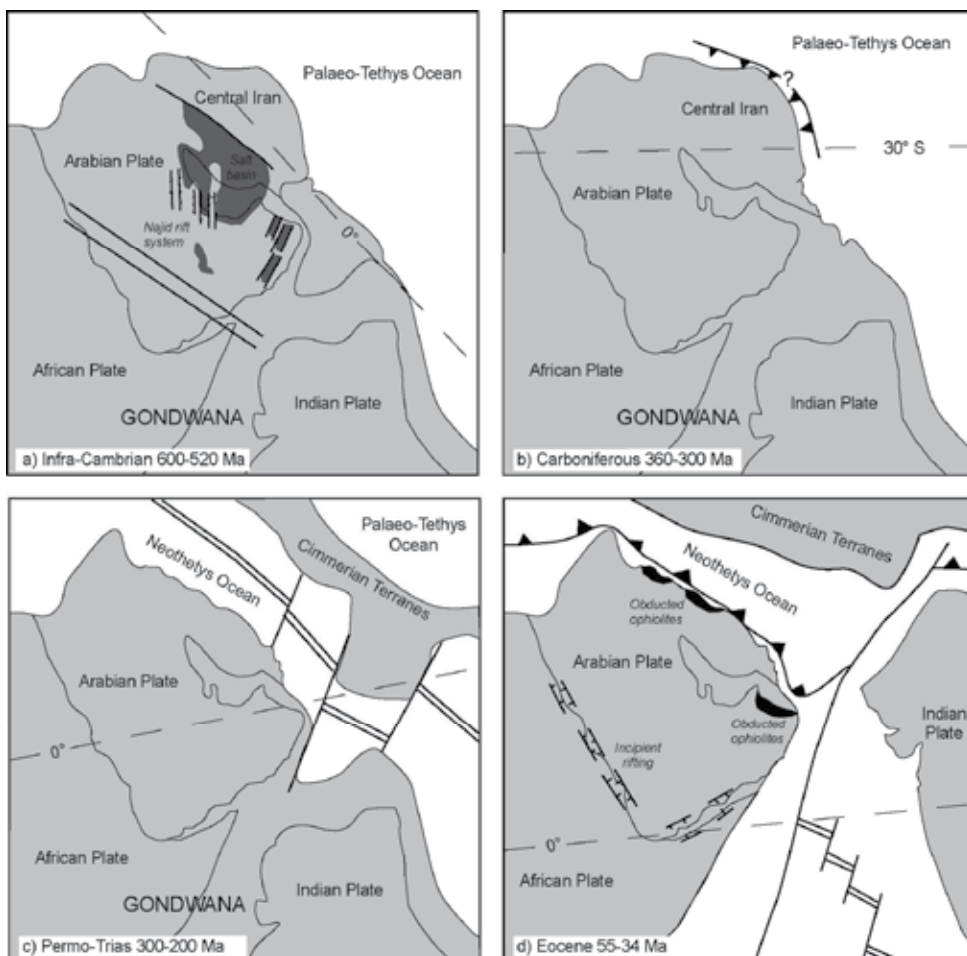 Palaeo-Tethys Ocean
Central Iran
Arabian Plate
Salt
basin
Najid rift
system
0°
African Plate
Indian Plate
GONDWANA
a) Infra-Cambrian 600-520 Ma
Palaeo-Tethys Ocean
?
Central Iran
30° S
Arabian Plate
African Plate
GONDWANA
Indian Plate
b) Carboniferous 360-300 Ma
Palaeo-Tethys
Ocean
Neothetys Ocean
Cimmerian Terranes
Arabian Plate
0°
African Plate
Indian Plate
GONDWANA
c) Permo-Trias 300-200 Ma
Cimmerian Terranes
Neothetys Ocean
Obducted
ophiolites
Arabian Plate
Indian
Plate
Obducted
ophiolites
Incipient
rifting
0°
African Plate
d) Eocene 55-34 Ma